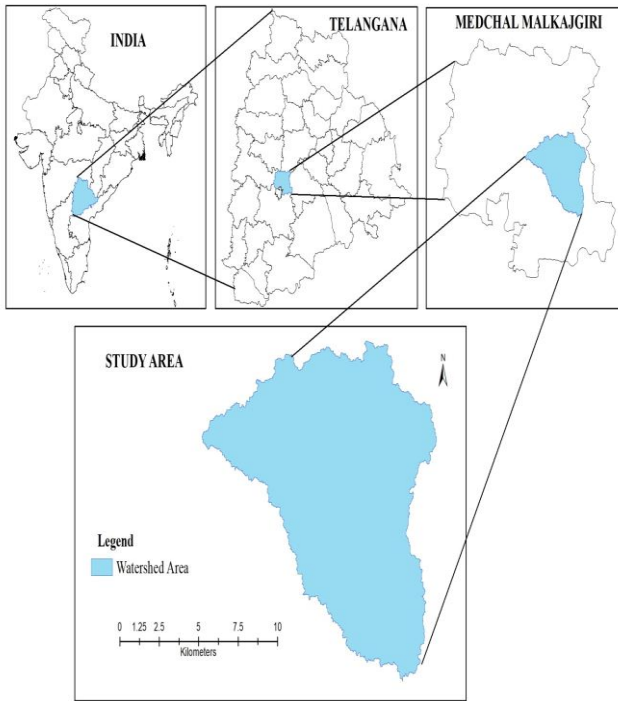 INDIA
TELANGANA
MEDCHAL MALKAJGIRI
STUDY AREA
N
Legend
Watershed Area
0 1.25 2.5 5 7.5 10
Kilometers